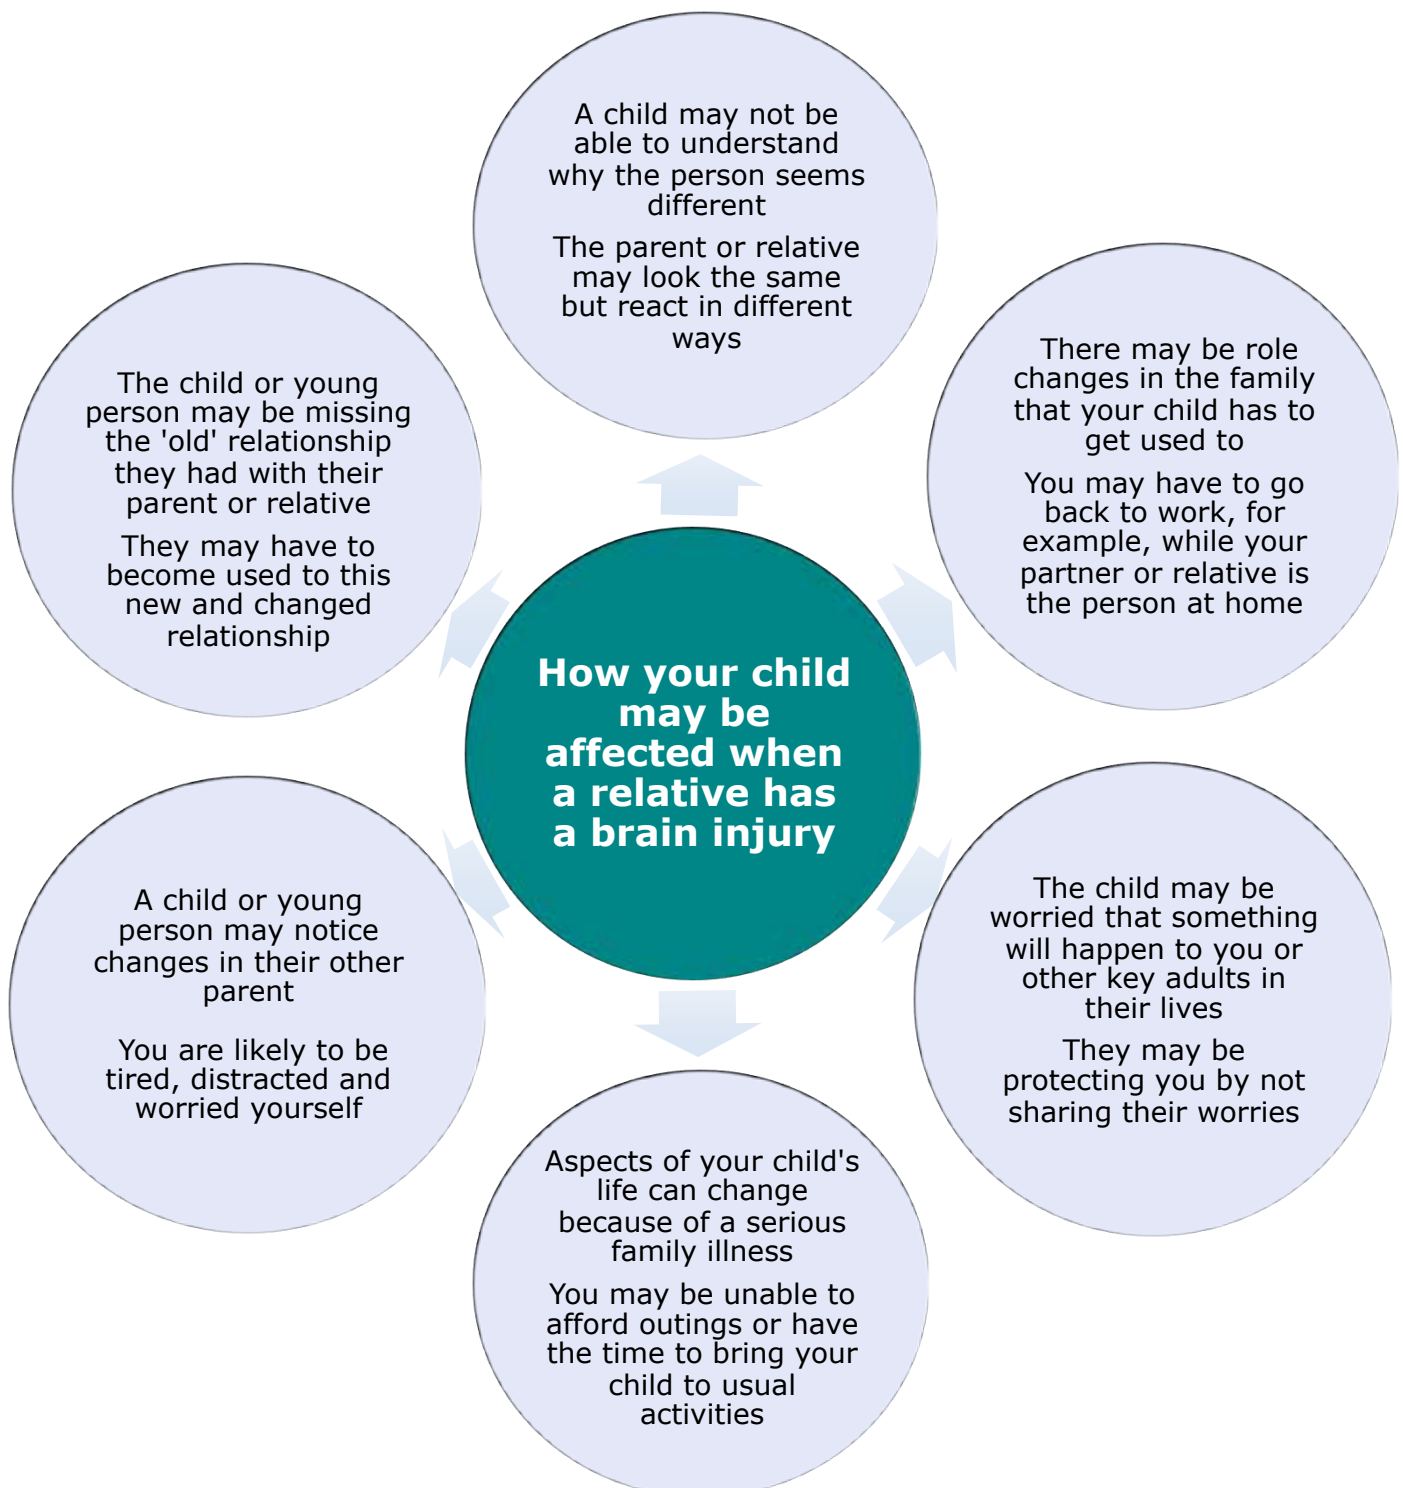 A child may not be
able to understand
why the person seems
different
The parent or relative
may look the same
but react in different
ways
There may be role
changes in the family
that your child has to
get used to
You may have to go
back to work, for
example, while your
partner or relative is
the person at home
The child may be
worried that something
will happen to you or
other key adults in
their lives
They may be
protecting you by not
sharing their worries
Aspects of your child's
life can change
because of a serious
family illness
You may be unable to
afford outings or have
the time to bring your
child to usual
activities
A child or young
person may notice
changes in their other
parent
You are likely to be
tired, distracted and
worried yourself
The child or young
person may be missing
the 'old' relationship
they had with their
parent or relative
They may have to
become used to this
new and changed
relationship
How your child
may be
affected when
a relative has
a brain injury